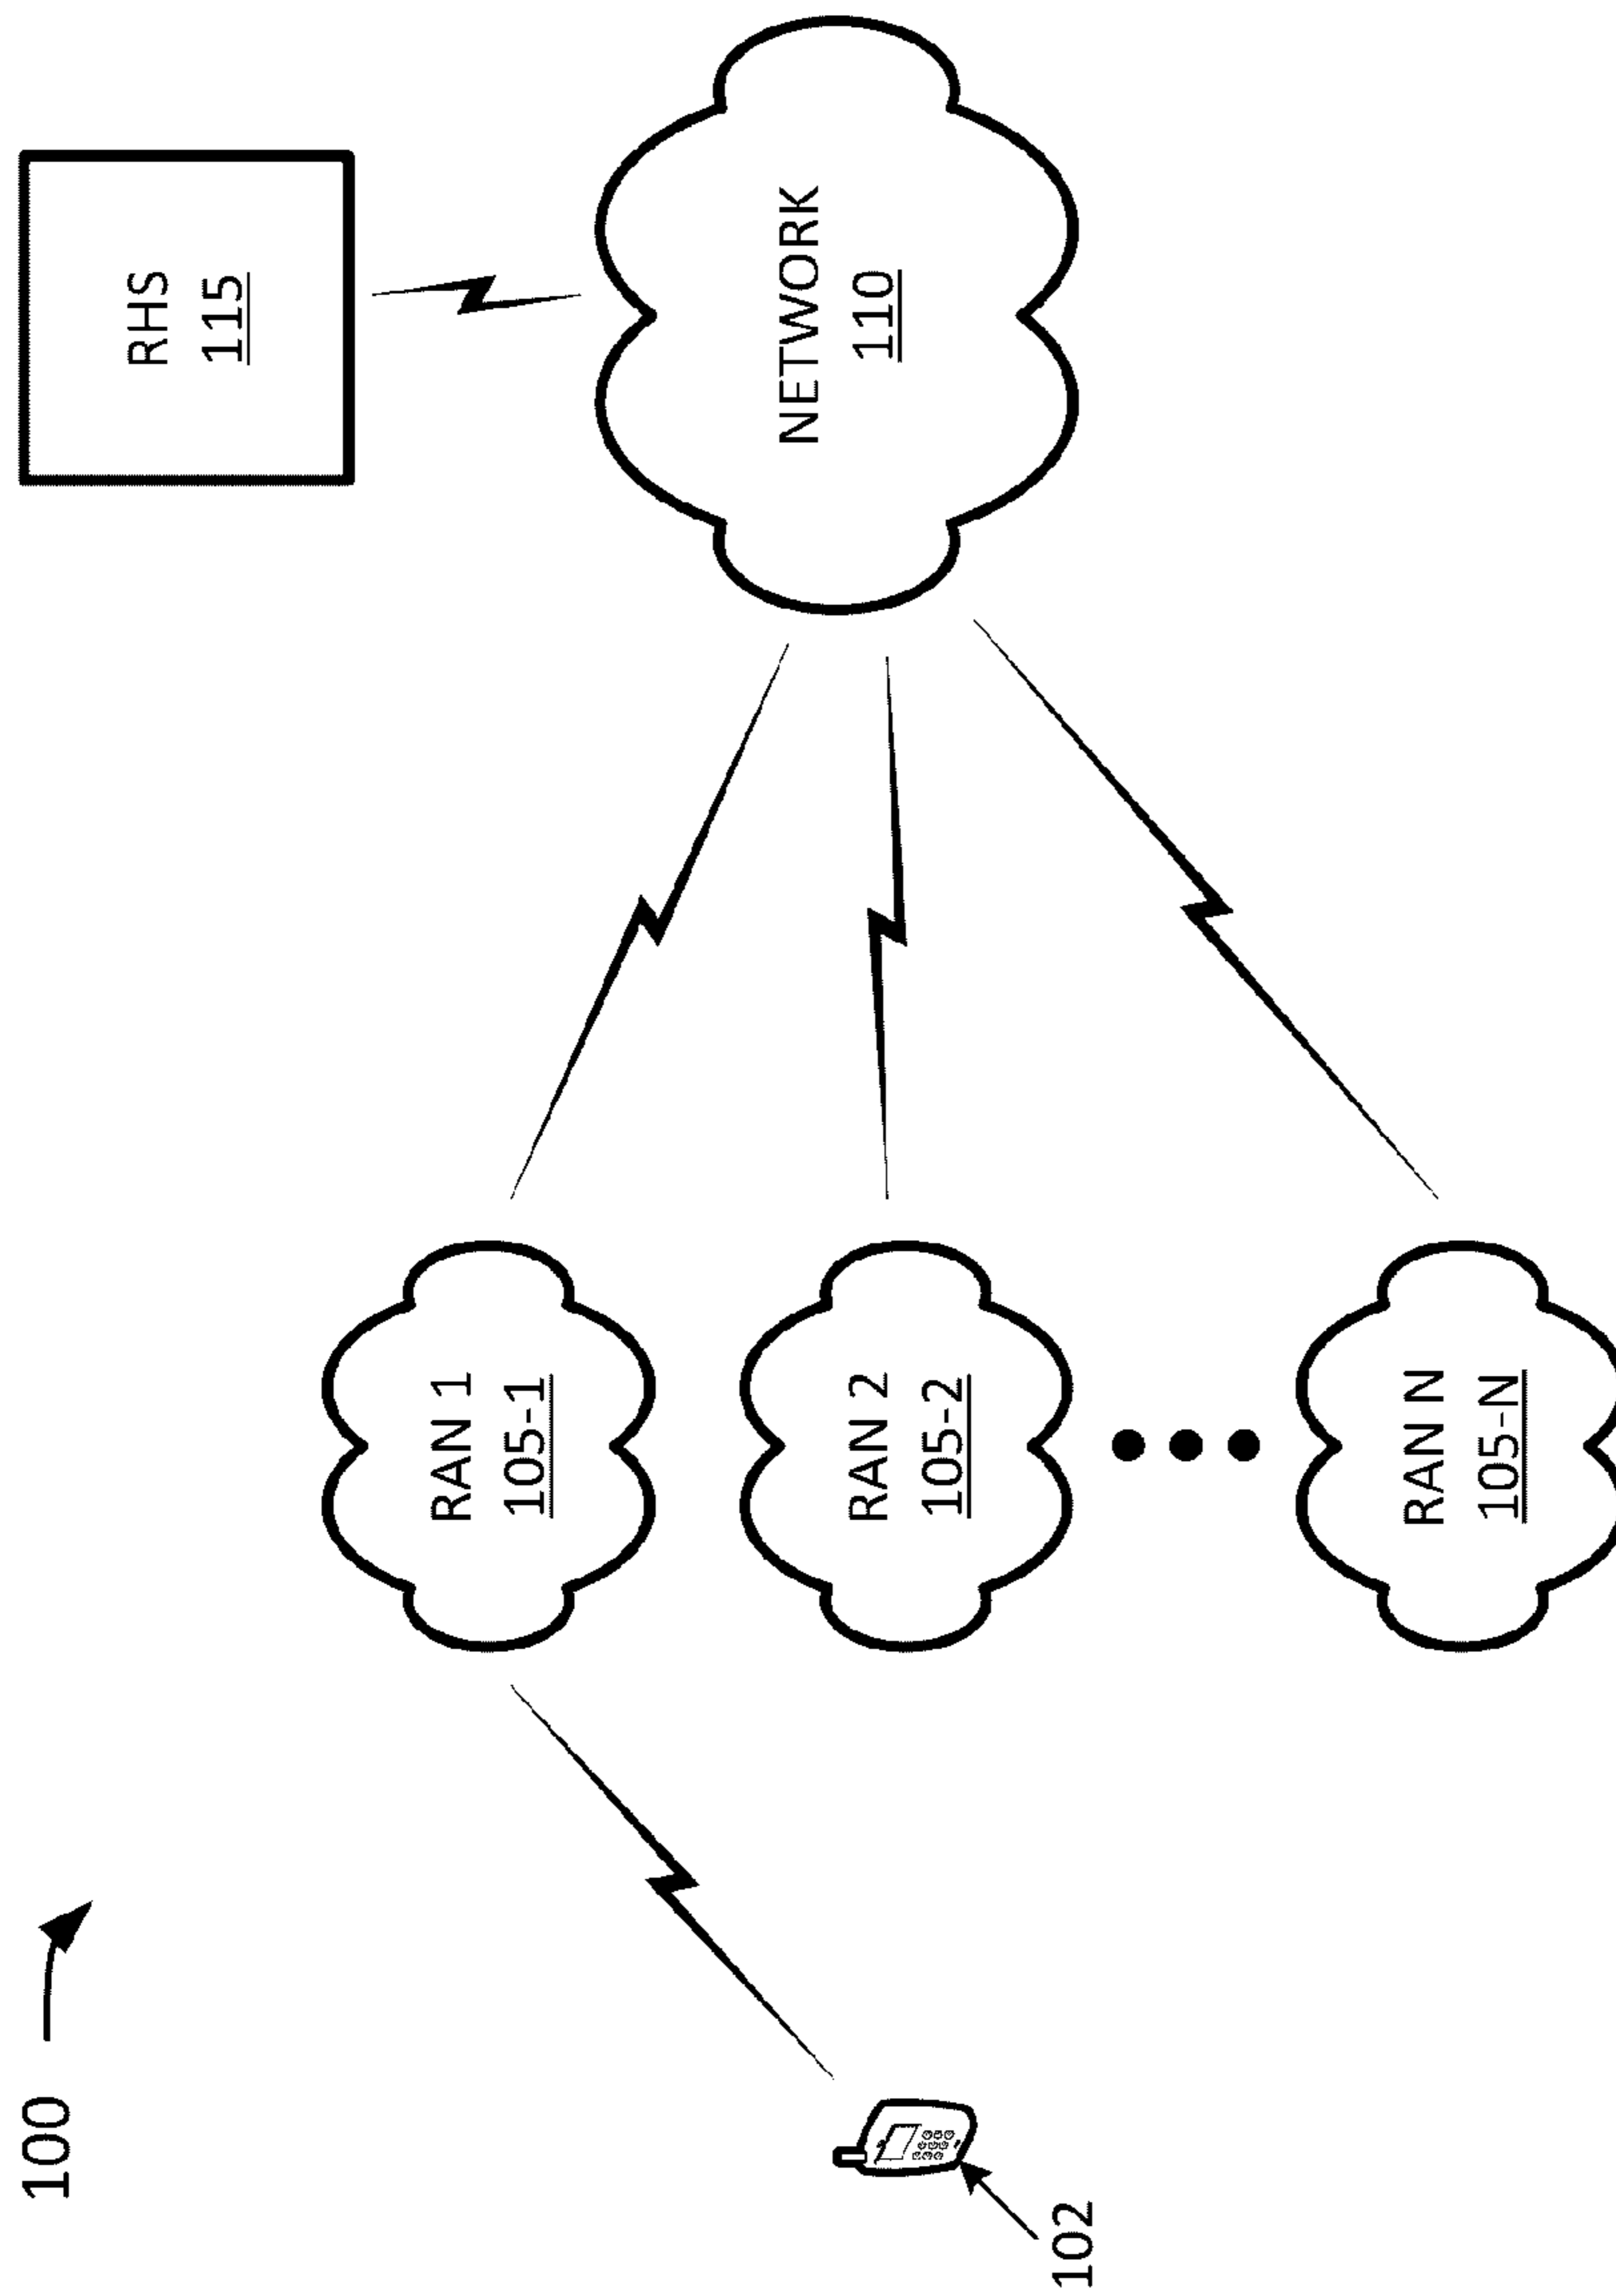 100
RHS
115
RAN 1
105-1
NETWORK
110
RAN 2
105-2
102
RAN N
105-N